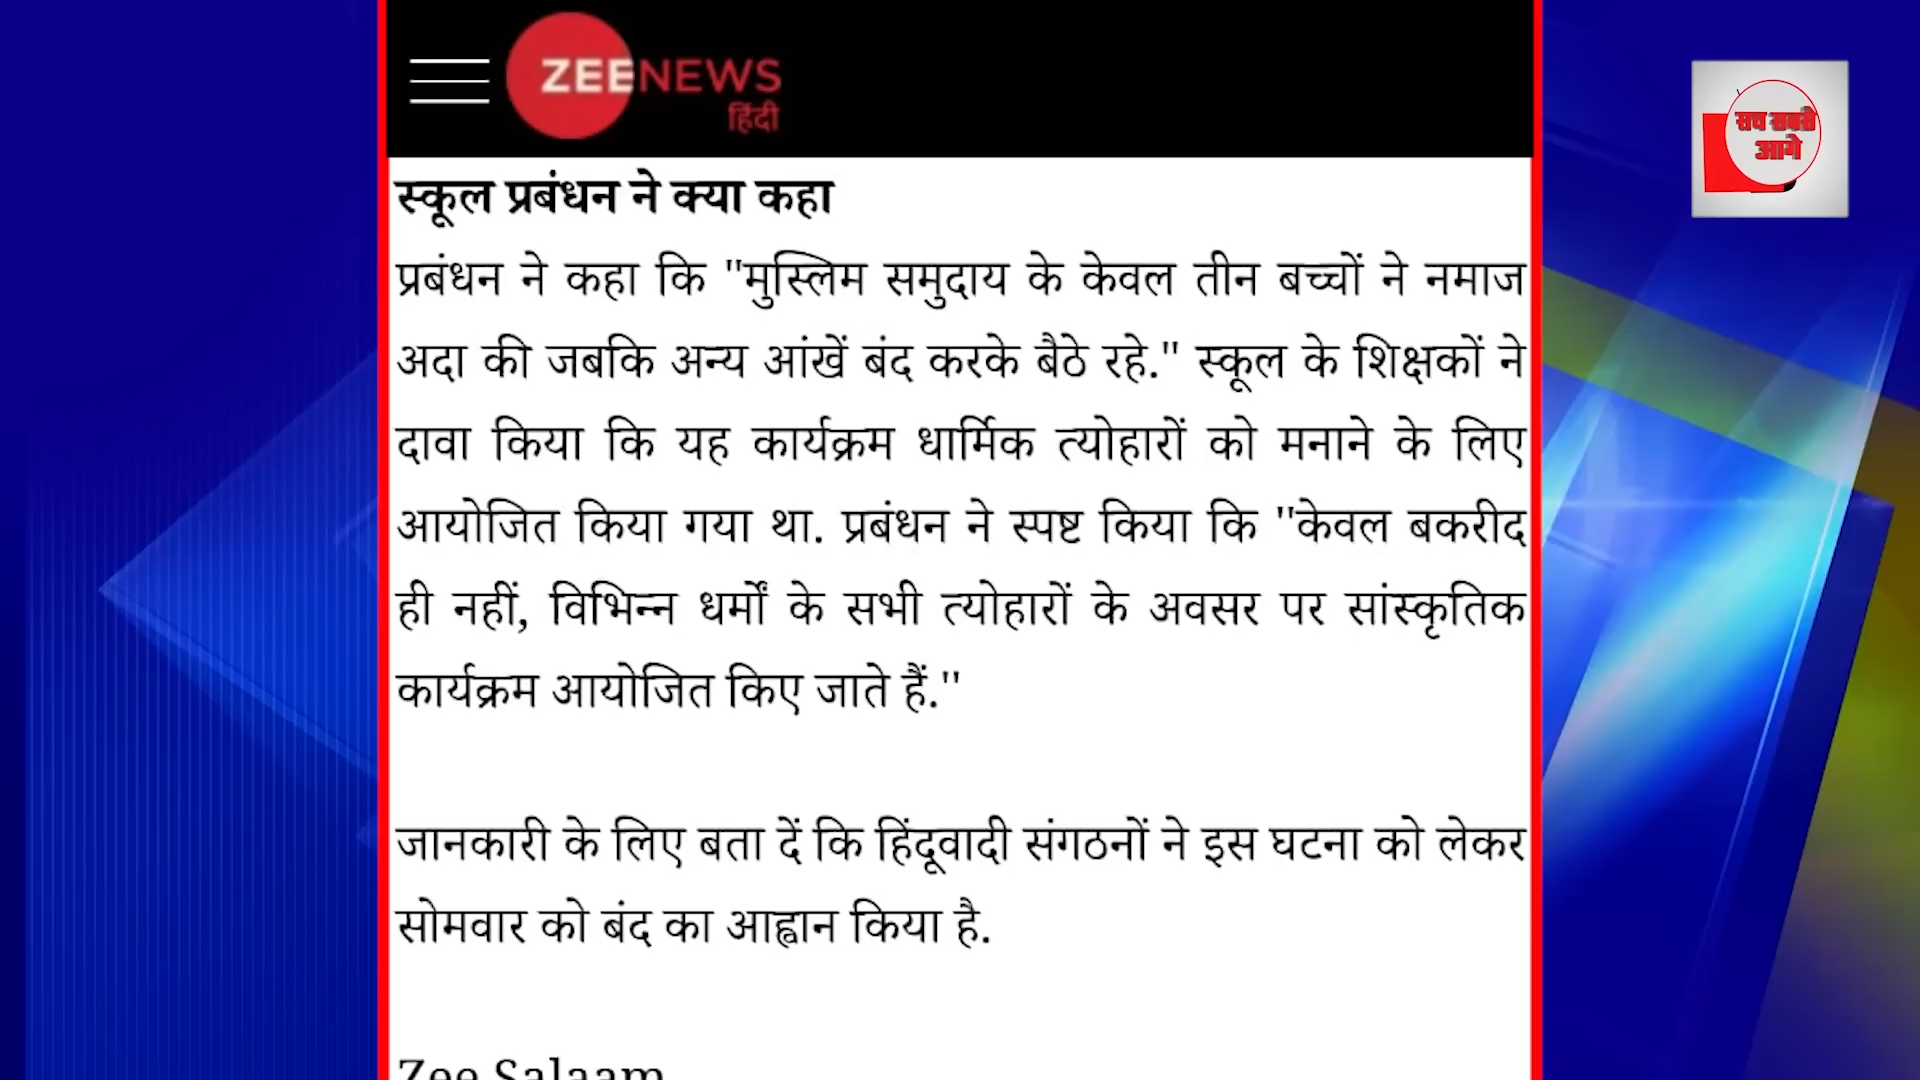 ZEENEWS
हिंदी
सच सबसे
आगे
स्कूल प्रबंधन ने क्या कहा
प्रबंधन ने कहा कि "मुस्लिम समुदाय के केवल तीन बच्चों ने नमाज
अदा की जबकि अन्य आंखें बंद करके बैठे रहे." स्कूल के शिक्षकों ने
दावा किया कि यह कार्यक्रम धार्मिक त्योहारों को मनाने के लिए
आयोजित किया गया था. प्रबंधन ने स्पष्ट किया कि "केवल बकरीद
ही नहीं, विभिन्न धर्मों के सभी त्योहारों के अवसर पर सांस्कृतिक
कार्यक्रम आयोजित किए जाते हैं."
जानकारी के लिए बता दें कि हिंदूवादी संगठनों ने इस घटना को लेकर
सोमवार को बंद का आह्वान किया है.
Zee Salaam